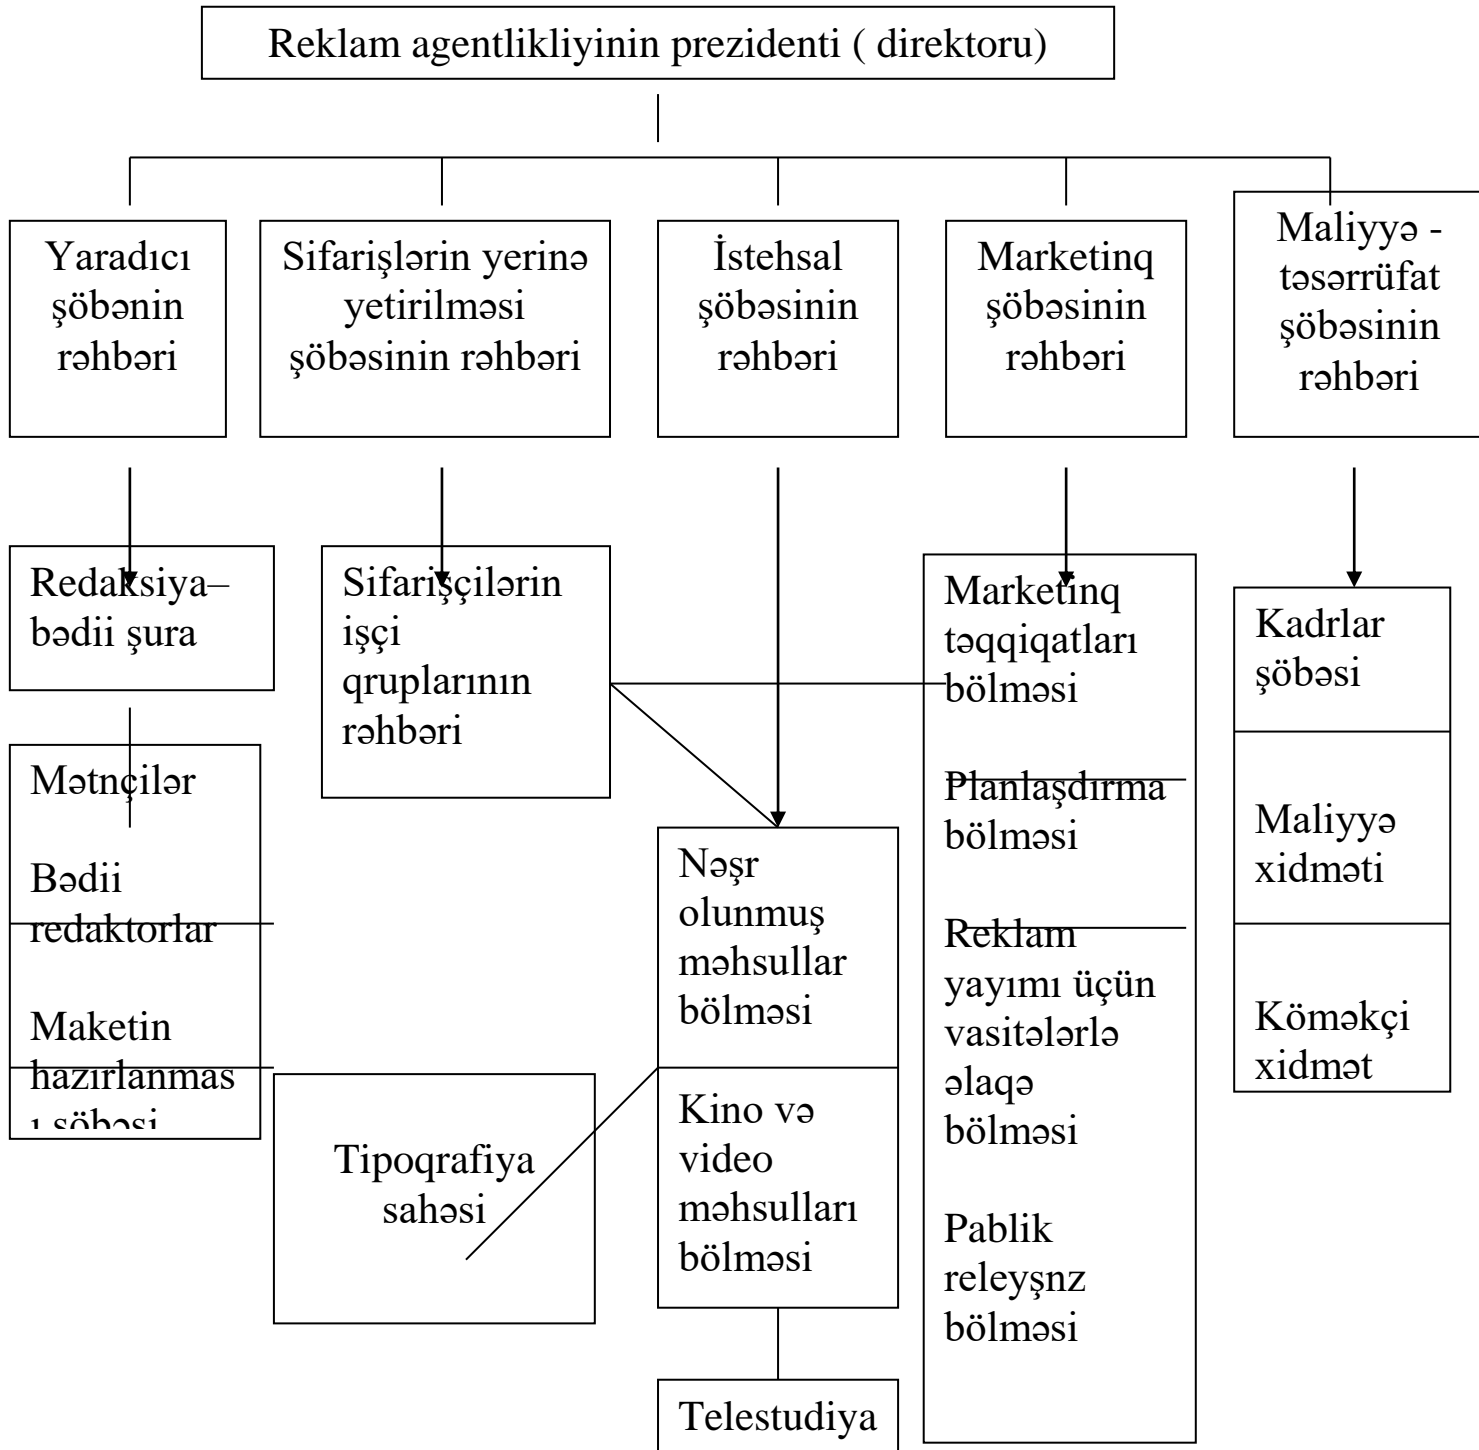 Reklam agentlikliyinin prezidenti ( direktoru)
Yaradıcı
şöbənin
rəhbəri
Sifarişlərin yerinə
yetirilməsi
şöbəsinin rəhbəri
İstehsal
şöbəsinin
rəhbəri
Marketinq
şöbəsinin
rəhbəri
Maliyyə -
təsərrüfat
şöbəsinin
rəhbəri
Redaksiya–
bədii şura
Sifarişçilərin
işçi
qruplarının
rəhbəri
Marketinq
təqqiqatları
bölməsi
Planlaşdırma
bölməsi
Reklam
yayımı üçün
vasitələrlə
əlaqə
bölməsi
Pablik
releyşnz
bölməsi
Kadrlar
şöbəsi
Maliyyə
xidməti
Köməkçi
xidmət
Mətnçilər
Bədii
redaktorlar
Maketin
hazırlanmas
ı şöbəsi
Nəşr
olunmuş
məhsullar
bölməsi
Kino və
video
məhsulları
bölməsi
Tipoqrafiya
sahəsi
Telestudiya